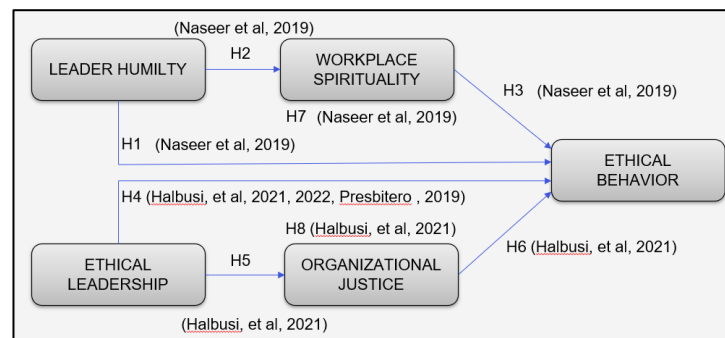 (Naseer et al, 2019)
LEADER HUMILTY
H2
WORKPLACE
SPIRITUALITY
H3 (Naseer et al, 2019)
H7 (Naseer et al, 2019)
H1 (Naseer et al, 2019)
ETHICAL
BEHAVIOR
H4 (Halbusi, et al, 2021, 2022, Presbitero , 2019)
H8 (Halbusi, et al, 2021)
H6 (Halbusi, et al, 2021)
ETHICAL
LEADERSHIP
H5
ORGANIZATIONAL
JUSTICE
(Halbusi, et al, 2021)